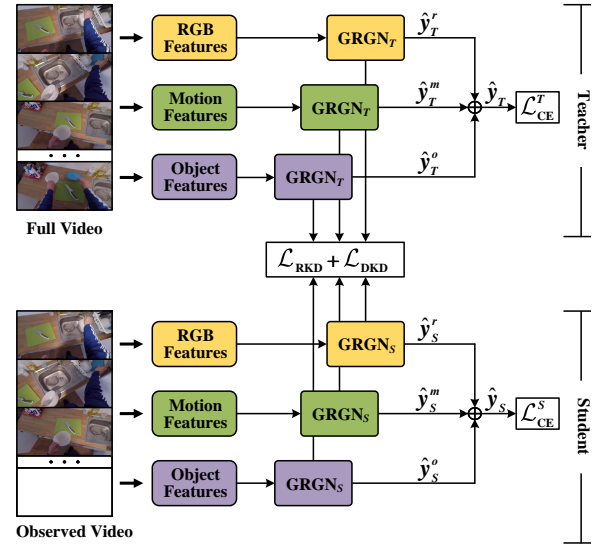 RGB
Features
GRGN_T
ŷ_T^r
Motion
Features
GRGN_T
ŷ_T^m
ŷ_T
L_CE^T
Teacher
Object
Features
GRGN_T
ŷ_T^o
Full Video
L_RKD + L_DKD
RGB
Features
GRGN_S
ŷ_S^r
Motion
Features
GRGN_S
ŷ_S^m
ŷ_S
L_CE^S
Student
Object
Features
GRGN_S
ŷ_S^o
Observed Video